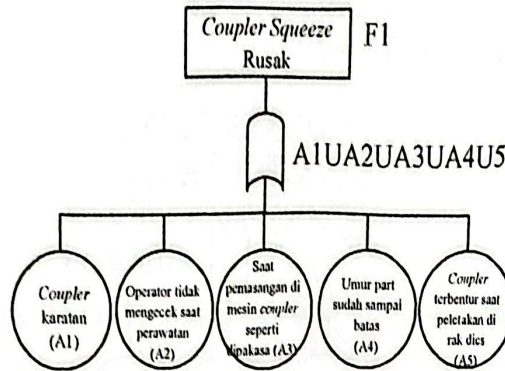 Coupler Squeeze
Rusak
F1
A1UA2UA3UA4U5
Coupler
karatan
(A1)
Operator tidak
mengecek saat
perawatan
(A2)
Saat
pemasangan di
mesin coupler
seperti
dipakasa (A3)
Umur part
sudah sampai
batas
(A4)
Coupler
terbentur saat
peletakan di
rak dies
(A5)